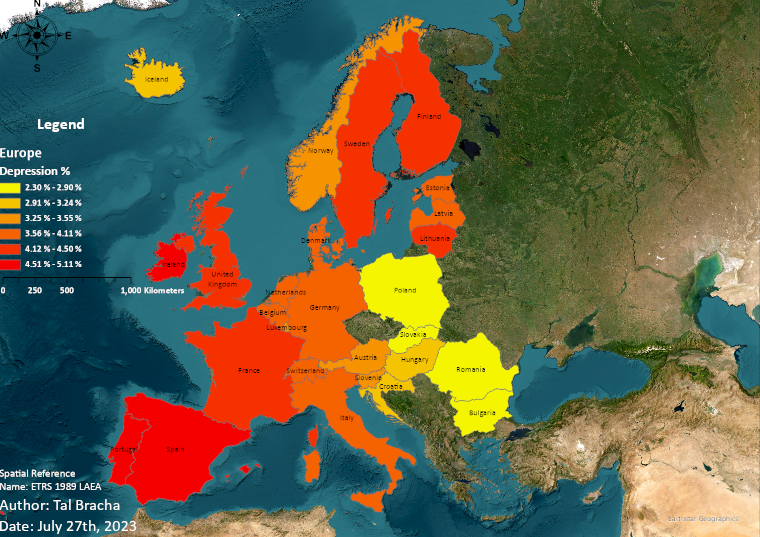 N
W
E
S
Iceland
Legend
Europe
Depression %
2.30 % - 2.90 %
2.91 % - 3.24 %
3.25 % - 3.55 %
3.56 % - 4.11 %
4.12 % - 4.50 %
4.51 % - 5.11 %
0 250 500 1,000 Kilometers
Finland
Sweden
Norway
Estonia
Latvia
Denmark
Lithuania
Ireland
United
Kingdom
Netherlands
Poland
Belgium
Germany
Luxembourg
Slovakia
Austria
Hungary
France
Switzerland
Romania
Slovenia
Croatia
Bulgaria
Italy
Portugal
Spain
Spatial Reference
Name: ETRS 1989 LAEA
Author: Tal Bracha
Date: July 27th, 2023
Earthstar Geographics